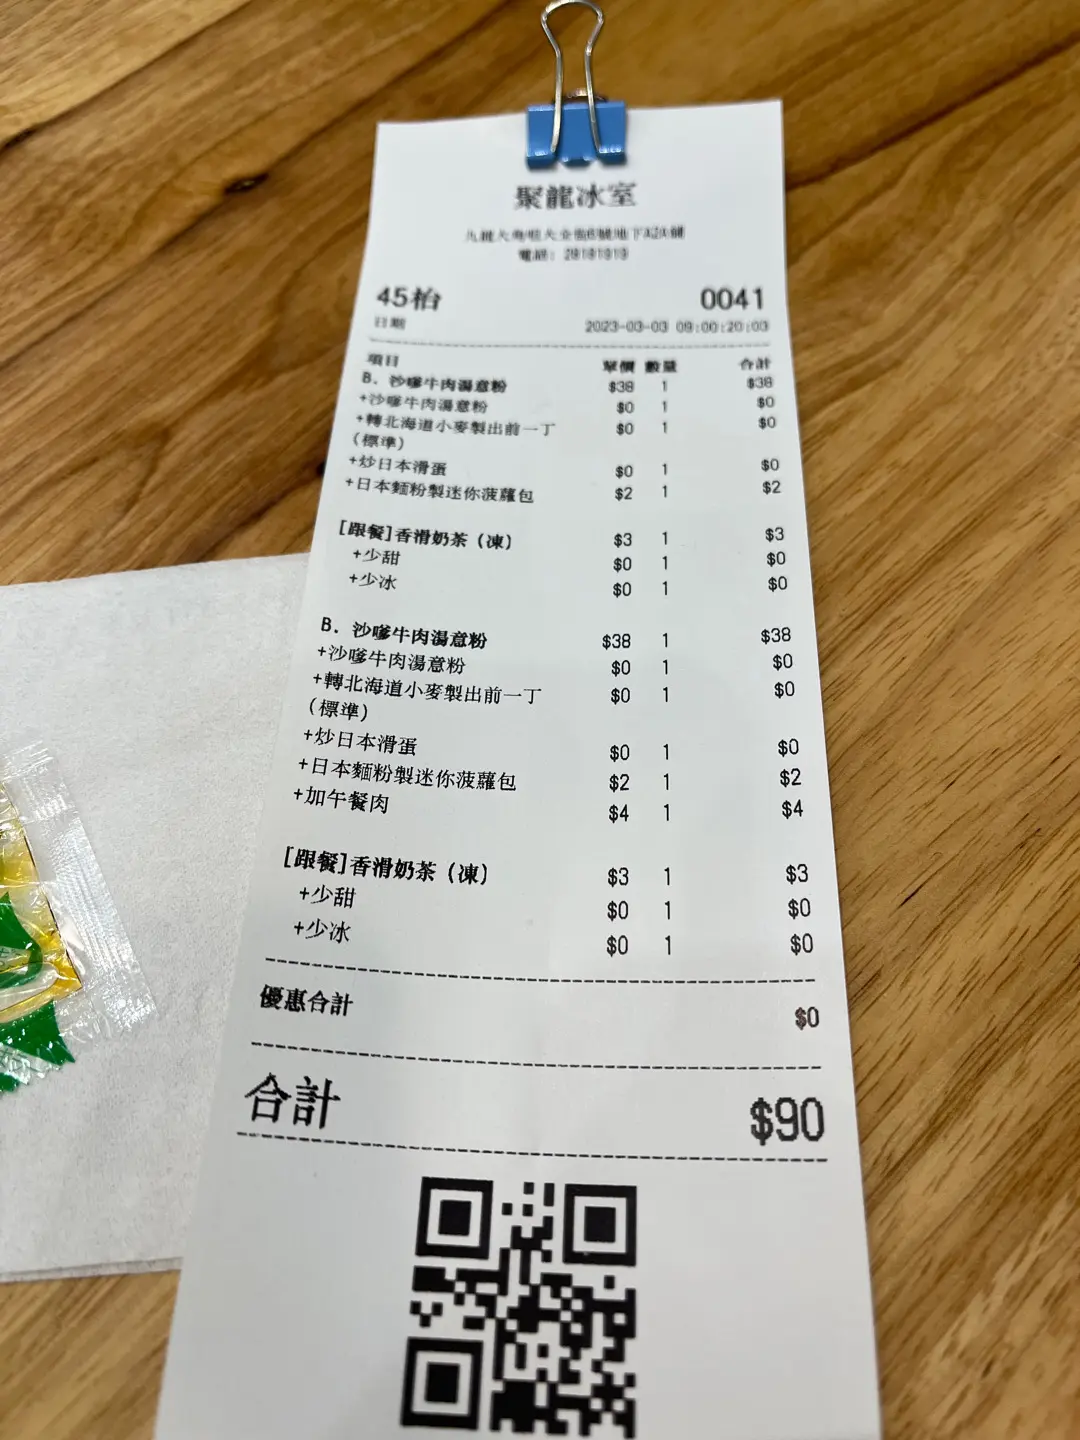 聚龍冰室
電話: 28181819
45枱 0041
日期 2023-03-03 09:00:20:03
項目 單價 數量 合計
B. 沙嗲牛肉湯意粉 $38 1 $38
+沙嗲牛肉湯意粉 $0 1 $0
+轉北海道小麥製出前一丁 $0 1 $0
(標準)
+炒日本滑蛋 $0 1 $0
+日本麵粉製迷你菠蘿包 $2 1 $2
[跟餐]香滑奶茶 (凍) $3 1 $3
+少甜 $0 1 $0
+少冰 $0 1 $0
B. 沙嗲牛肉湯意粉 $38 1 $38
+沙嗲牛肉湯意粉 $0 1 $0
+轉北海道小麥製出前一丁 $0 1 $0
(標準)
+炒日本滑蛋 $0 1 $0
+日本麵粉製迷你菠蘿包 $2 1 $2
+加午餐肉 $4 1 $4
[跟餐]香滑奶茶 (凍) $3 1 $3
+少甜 $0 1 $0
+少冰 $0 1 $0
優惠合計 $0
合計 $90